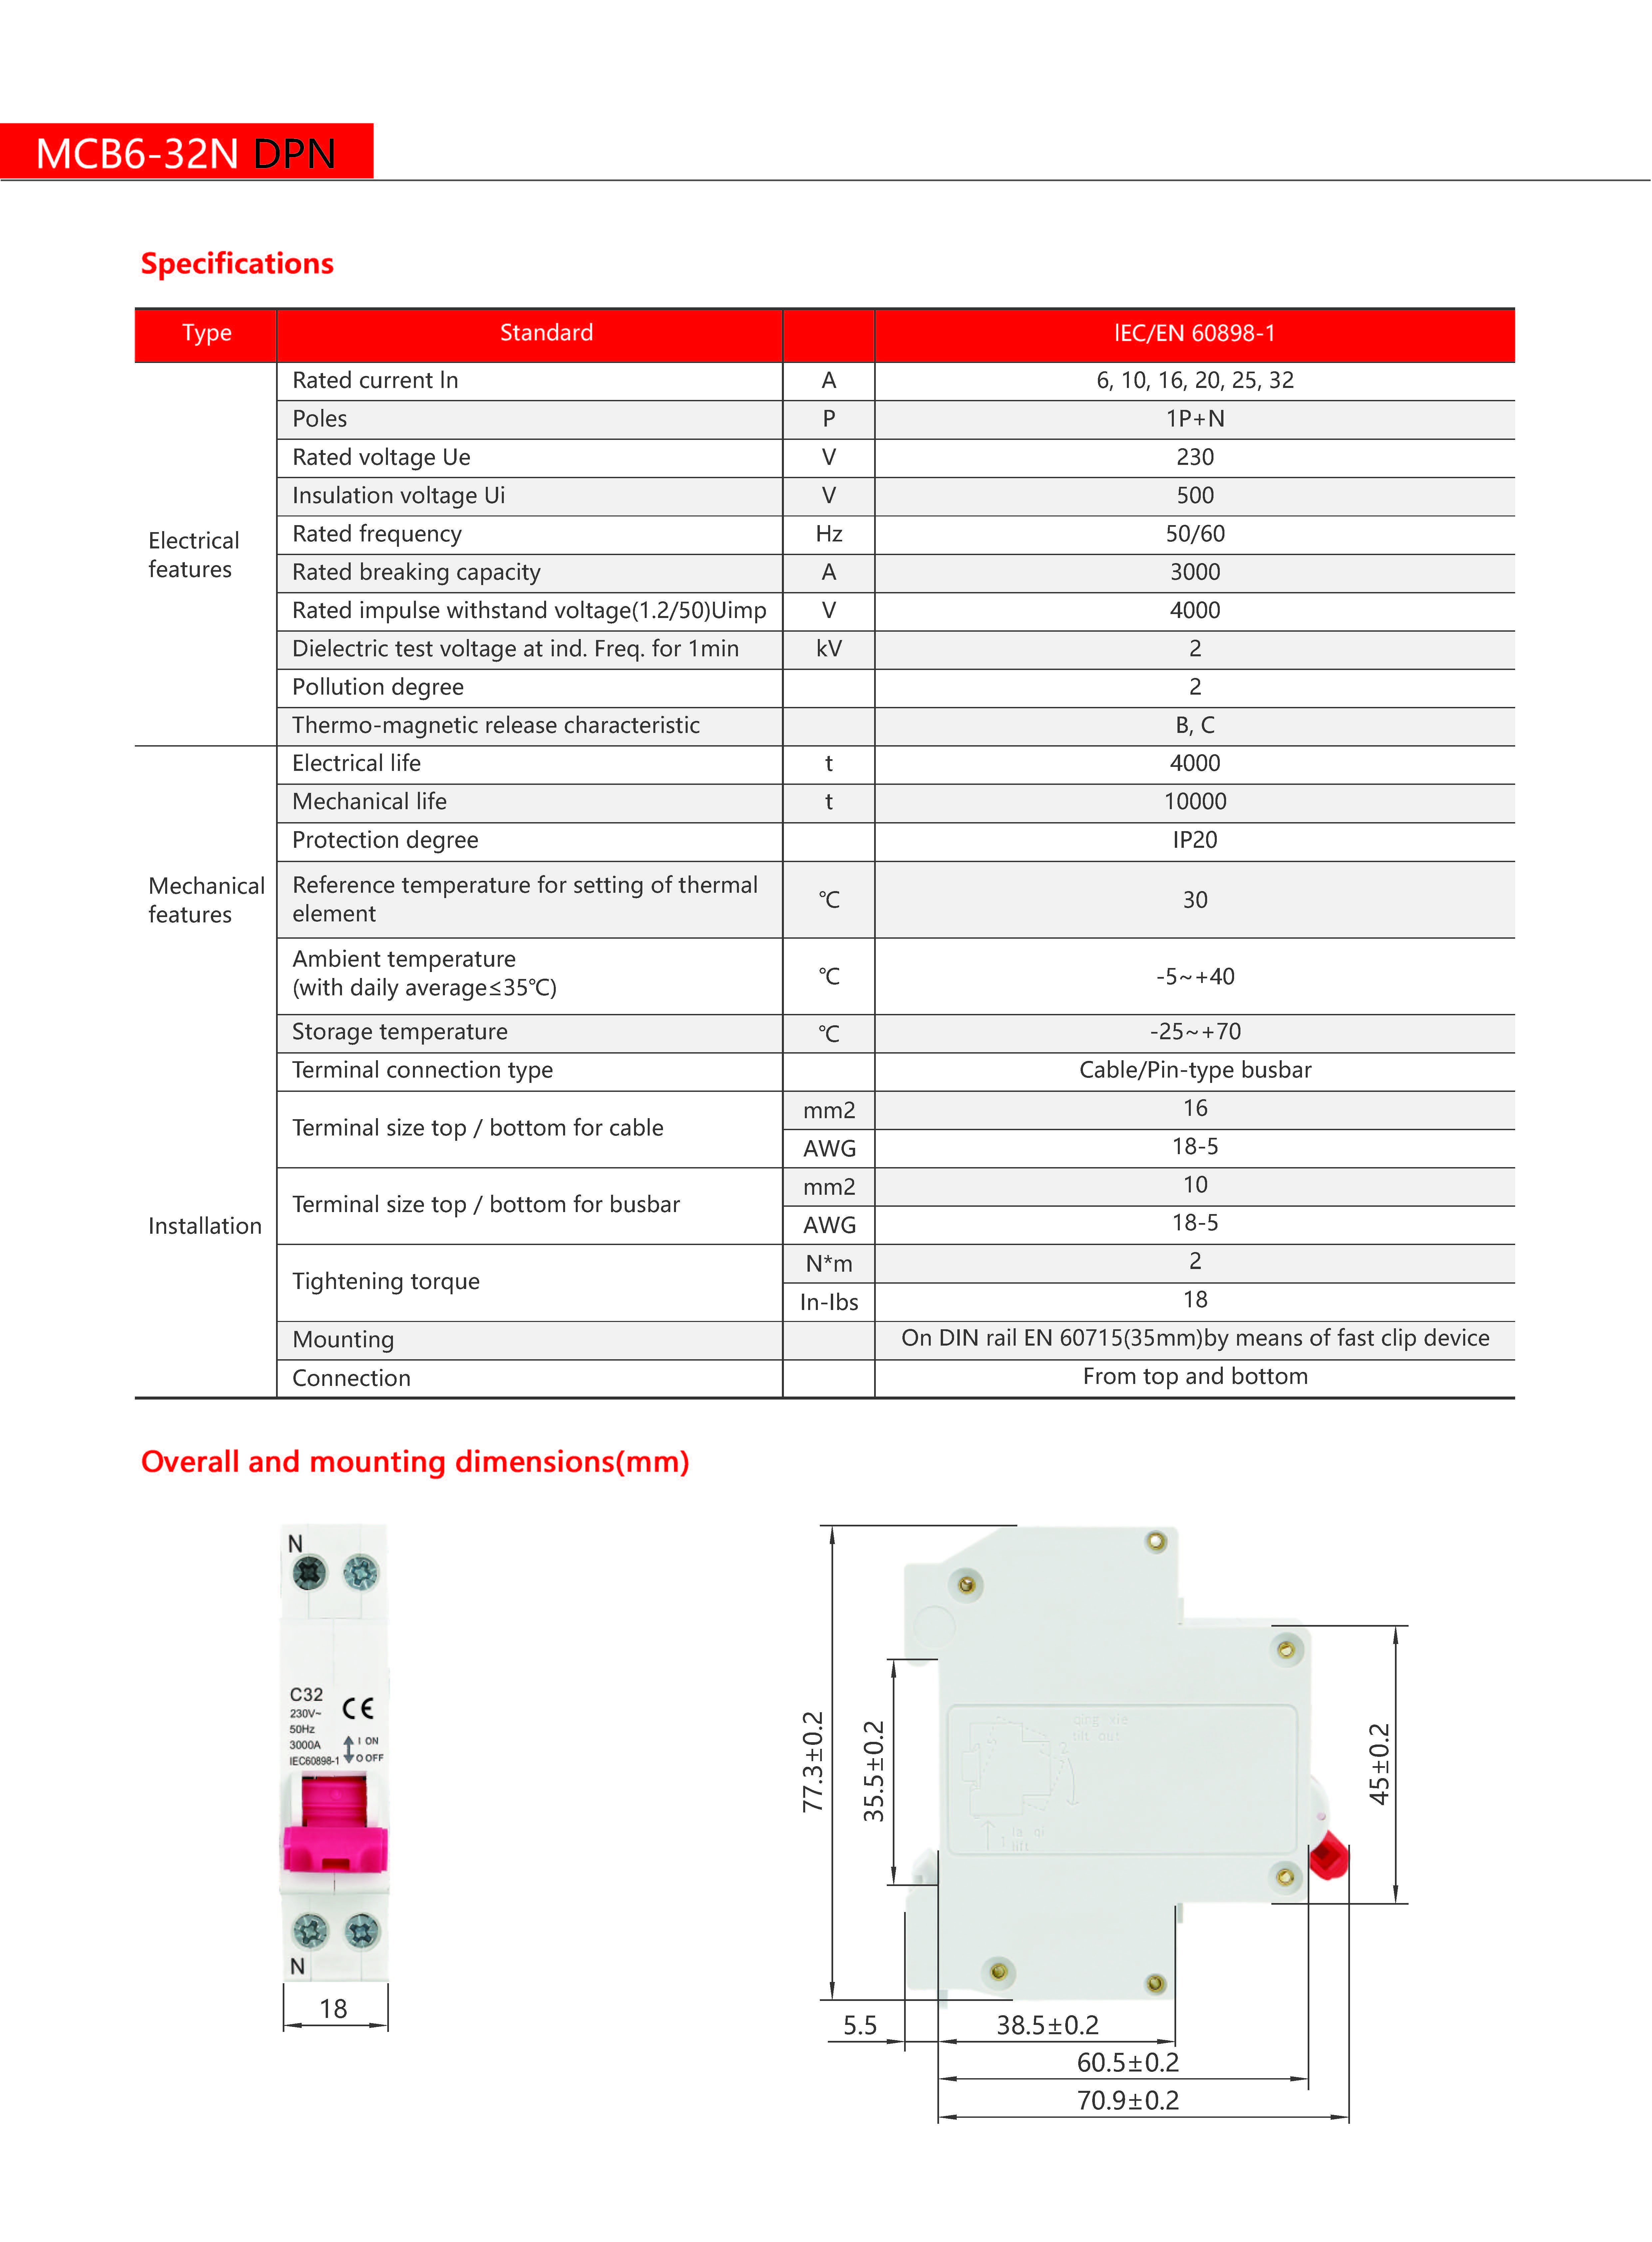 MCB6-32N DPN
Specifications
Type Standard IEC/EN 60898-1
Electrical
features
Rated current In A 6, 10, 16, 20, 25, 32
Poles P 1P+N
Rated voltage Ue V 230
Insulation voltage Ui V 500
Rated frequency Hz 50/60
Rated breaking capacity A 3000
Rated impulse withstand voltage(1.2/50)Uimp V 4000
Dielectric test voltage at ind. Freq. for 1min kV 2
Pollution degree 2
Thermo-magnetic release characteristic B, C
Mechanical
features
Electrical life t 4000
Mechanical life t 10000
Protection degree IP20
Reference temperature for setting of thermal
element ℃ 30
Ambient temperature
(with daily average≤35℃) ℃ -5~+40
Storage temperature ℃ -25~+70
Installation
Terminal connection type Cable/Pin-type busbar
Terminal size top / bottom for cable mm2 16
AWG 18-5
Terminal size top / bottom for busbar mm2 10
AWG 18-5
Tightening torque N*m 2
In-Ibs 18
Mounting On DIN rail EN 60715(35mm)by means of fast clip device
Connection From top and bottom
Overall and mounting dimensions(mm)
N
C32
230V~
50Hz
3000A
IEC60898-1
CE
I ON
O OFF
N
18
77.3±0.2
35.5±0.2
45±0.2
qing xie
tilt out
la qi
lift
5.5
38.5±0.2
60.5±0.2
70.9±0.2